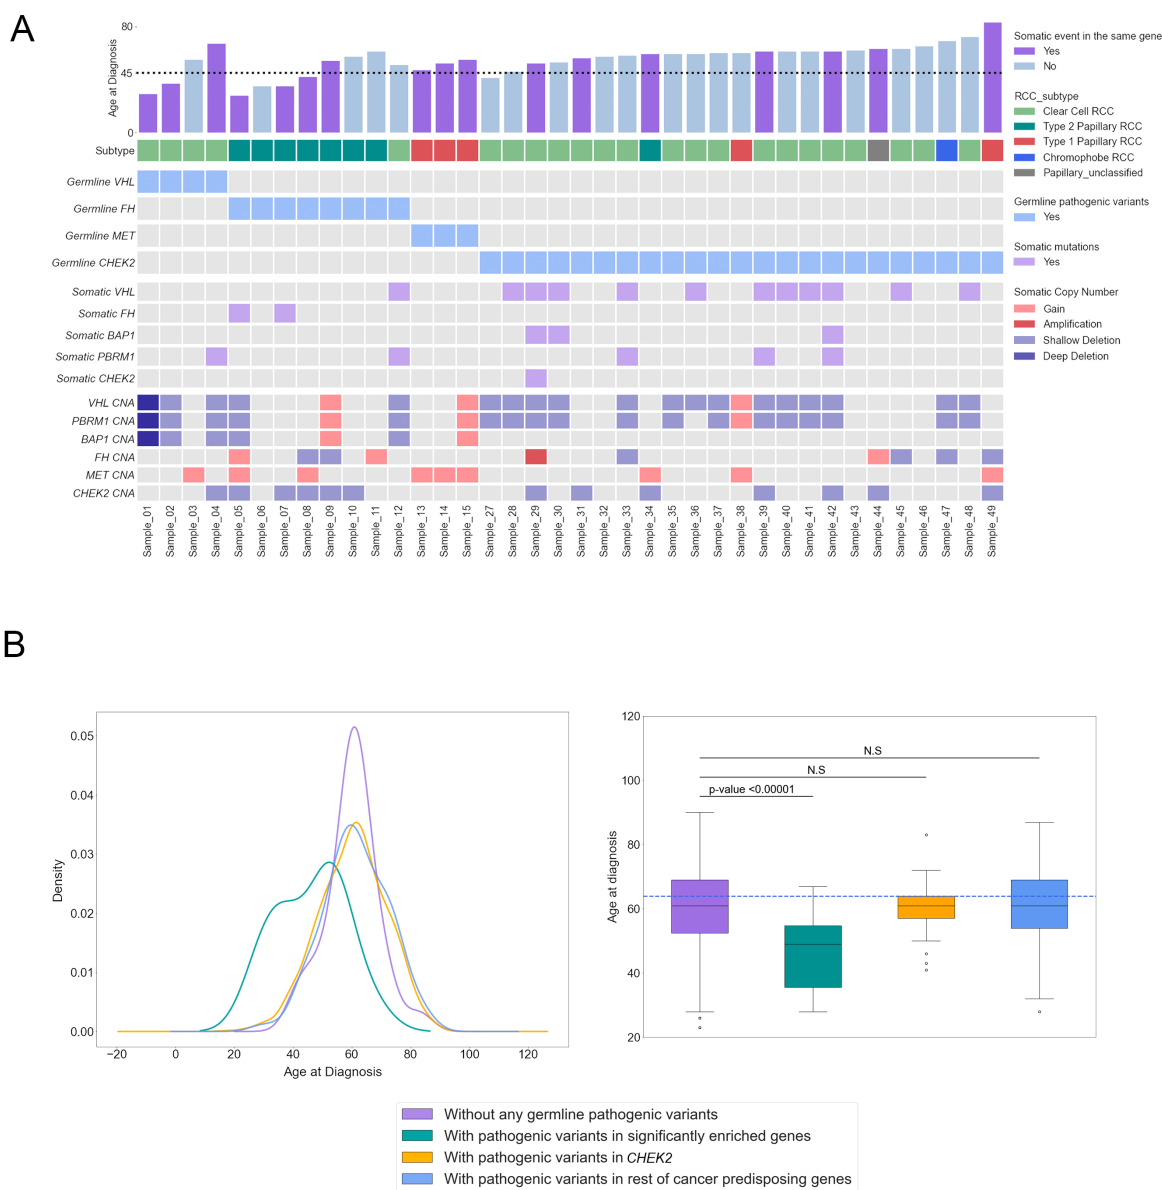 A
80
45
0
Age at Diagnosis
Somatic event in the same gene
Yes
No
RCC_subtype
Clear Cell RCC
Type 2 Papillary RCC
Type 1 Papillary RCC
Chromophobe RCC
Papillary_unclassified
Germline pathogenic variants
Yes
Somatic mutations
Yes
Somatic Copy Number
Gain
Amplification
Shallow Deletion
Deep Deletion
Subtype
Germline VHL
Germline FH
Germline MET
Germline CHEK2
Somatic VHL
Somatic FH
Somatic BAP1
Somatic PBRM1
Somatic CHEK2
VHL CNA
PBRM1 CNA
BAP1 CNA
FH CNA
MET CNA
CHEK2 CNA
Sample_01
Sample_02
Sample_03
Sample_04
Sample_05
Sample_06
Sample_07
Sample_08
Sample_09
Sample_10
Sample_11
Sample_12
Sample_13
Sample_14
Sample_15
Sample_27
Sample_28
Sample_29
Sample_30
Sample_31
Sample_32
Sample_33
Sample_34
Sample_35
Sample_36
Sample_37
Sample_38
Sample_39
Sample_40
Sample_41
Sample_42
Sample_43
Sample_44
Sample_45
Sample_46
Sample_47
Sample_48
Sample_49
B
0.05
0.04
0.03
0.02
0.01
0.00
Density
−20 0 20 40 60 80 100 120
Age at Diagnosis
120
100
80
60
40
20
Age at diagnosis
N.S
N.S
p-value <0.00001
Without any germline pathogenic variants
With pathogenic variants in significantly enriched genes
With pathogenic variants in CHEK2
With pathogenic variants in rest of cancer predisposing genes